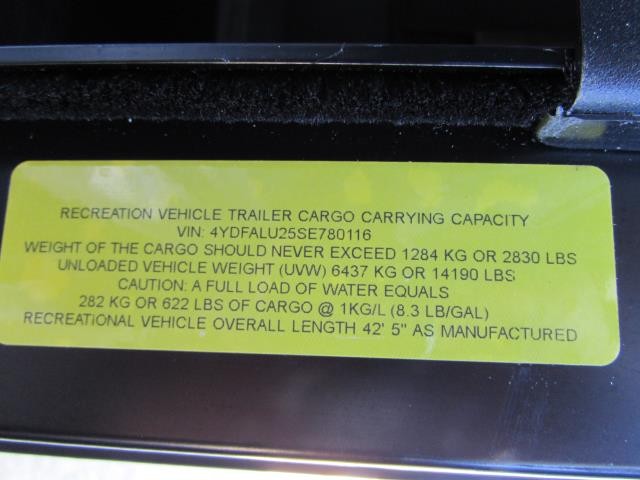 RECREATION VEHICLE TRAILER CARGO CARRYING CAPACITY
VIN: 4YDFALU25SE780116
WEIGHT OF THE CARGO SHOULD NEVER EXCEED 1284 KG OR 2830 LBS
UNLOADED VEHICLE WEIGHT (UVW) 6437 KG OR 14190 LBS
CAUTION: A FULL LOAD OF WATER EQUALS
282 KG OR 622 LBS OF CARGO @ 1KG/L (8.3 LB/GAL)
RECREATIONAL VEHICLE OVERALL LENGTH 42' 5" AS MANUFACTURED